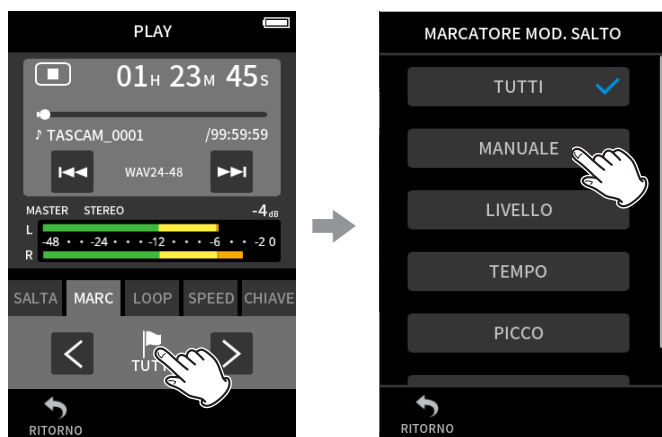 PLAY
01H 23M 45S
♪ TASCAM_0001 /99:59:59
WAV24-48
MASTER STEREO -4dB
L
-48 • • -24 • • • -12 • • • -6 • • -2 0
R
SALTA MARC LOOP SPEED CHIAVE
TUTTI
RITORNO
MARCATORE MOD. SALTO
TUTTI
MANUALE
LIVELLO
TEMPO
PICCO
RITORNO